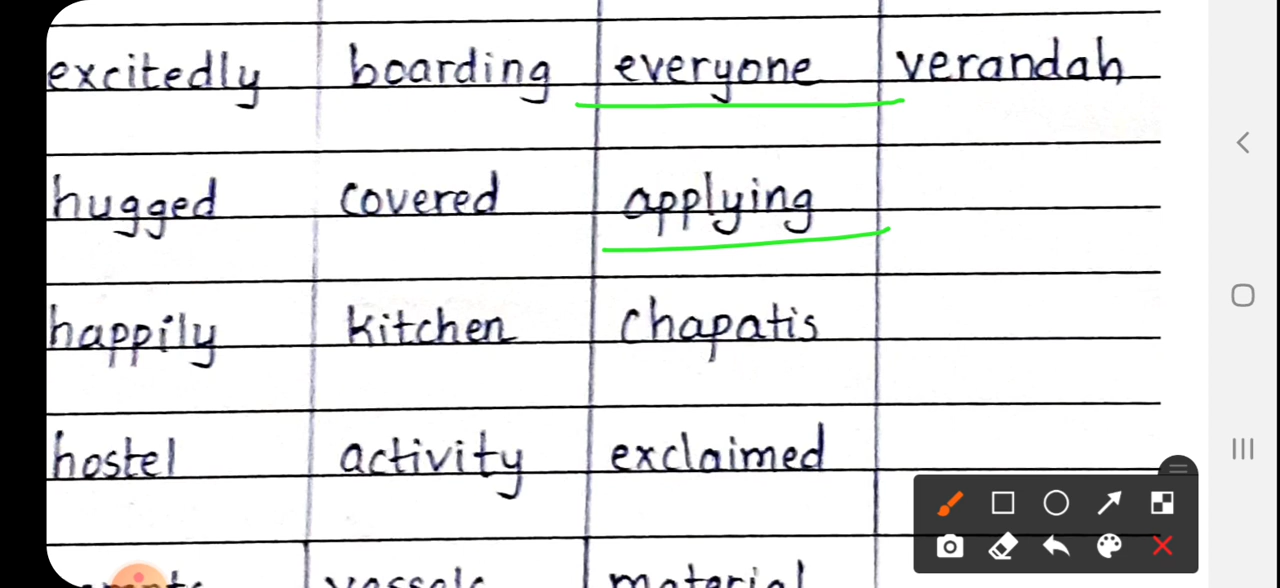 excitedly boarding everyone verandah
hugged covered applying
happily kitchen chapatis
hostel activity exclaimed
vessels material